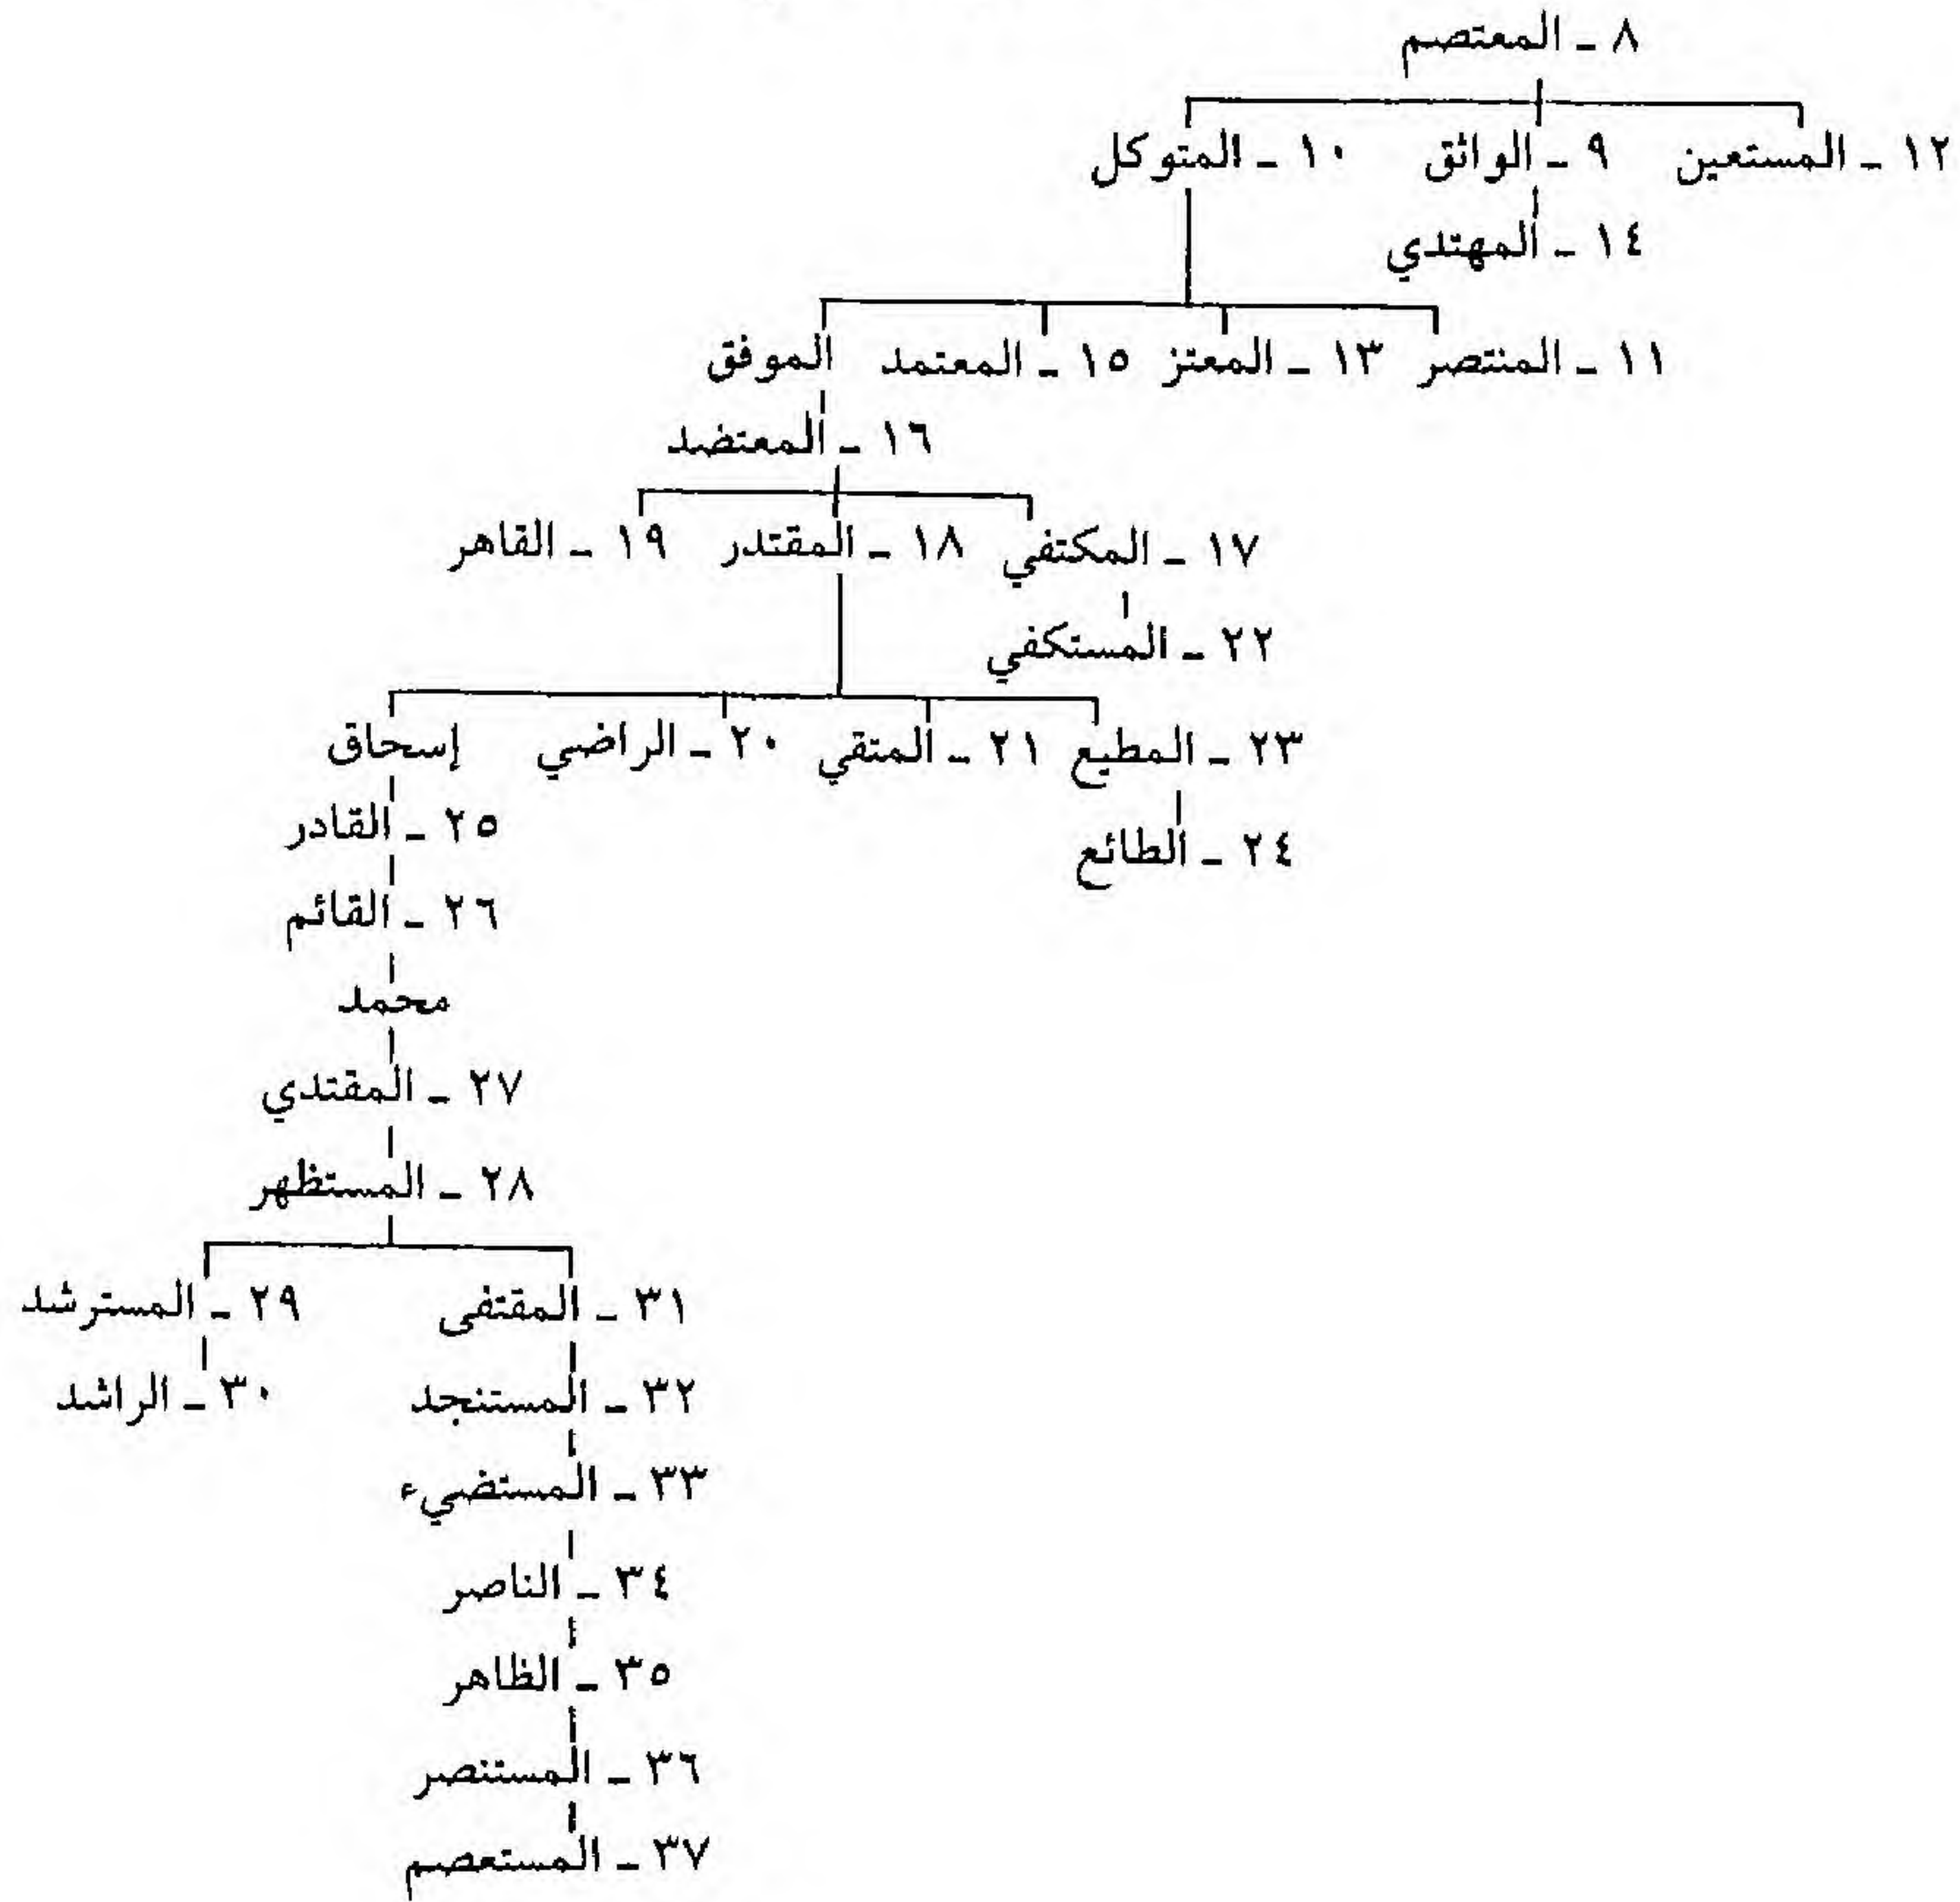 ٨ ـ المعتصم
١٢ ـ المستعين ٩ ـ الواثق ١٠ ـ المتوكل
١٤ ـ المهتدي
١١ ـ المنتصر ١٣ ـ المعتز ١٥ ـ المعتمد الموفق
١٦ ـ المعتضد
١٧ ـ المكتفي ١٨ ـ المقتدر ١٩ ـ القاهر
٢٢ ـ المستكفي
٢٣ ـ المطيع ٢١ ـ المتقي ٢٠ ـ الراضي إسحاق
٢٥ ـ القادر
٢٤ ـ الطائع
٢٦ ـ القائم
محمد
٢٧ ـ المقتدي
٢٨ ـ المستظهر
٣١ ـ المقتفى ٢٩ ـ المسترشد
٣٢ ـ المستنجد ٣٠ ـ الراشد
٣٣ ـ المستضيء
٣٤ ـ الناصر
٣٥ ـ الظاهر
٣٦ ـ المستنصر
٣٧ ـ المستعصم